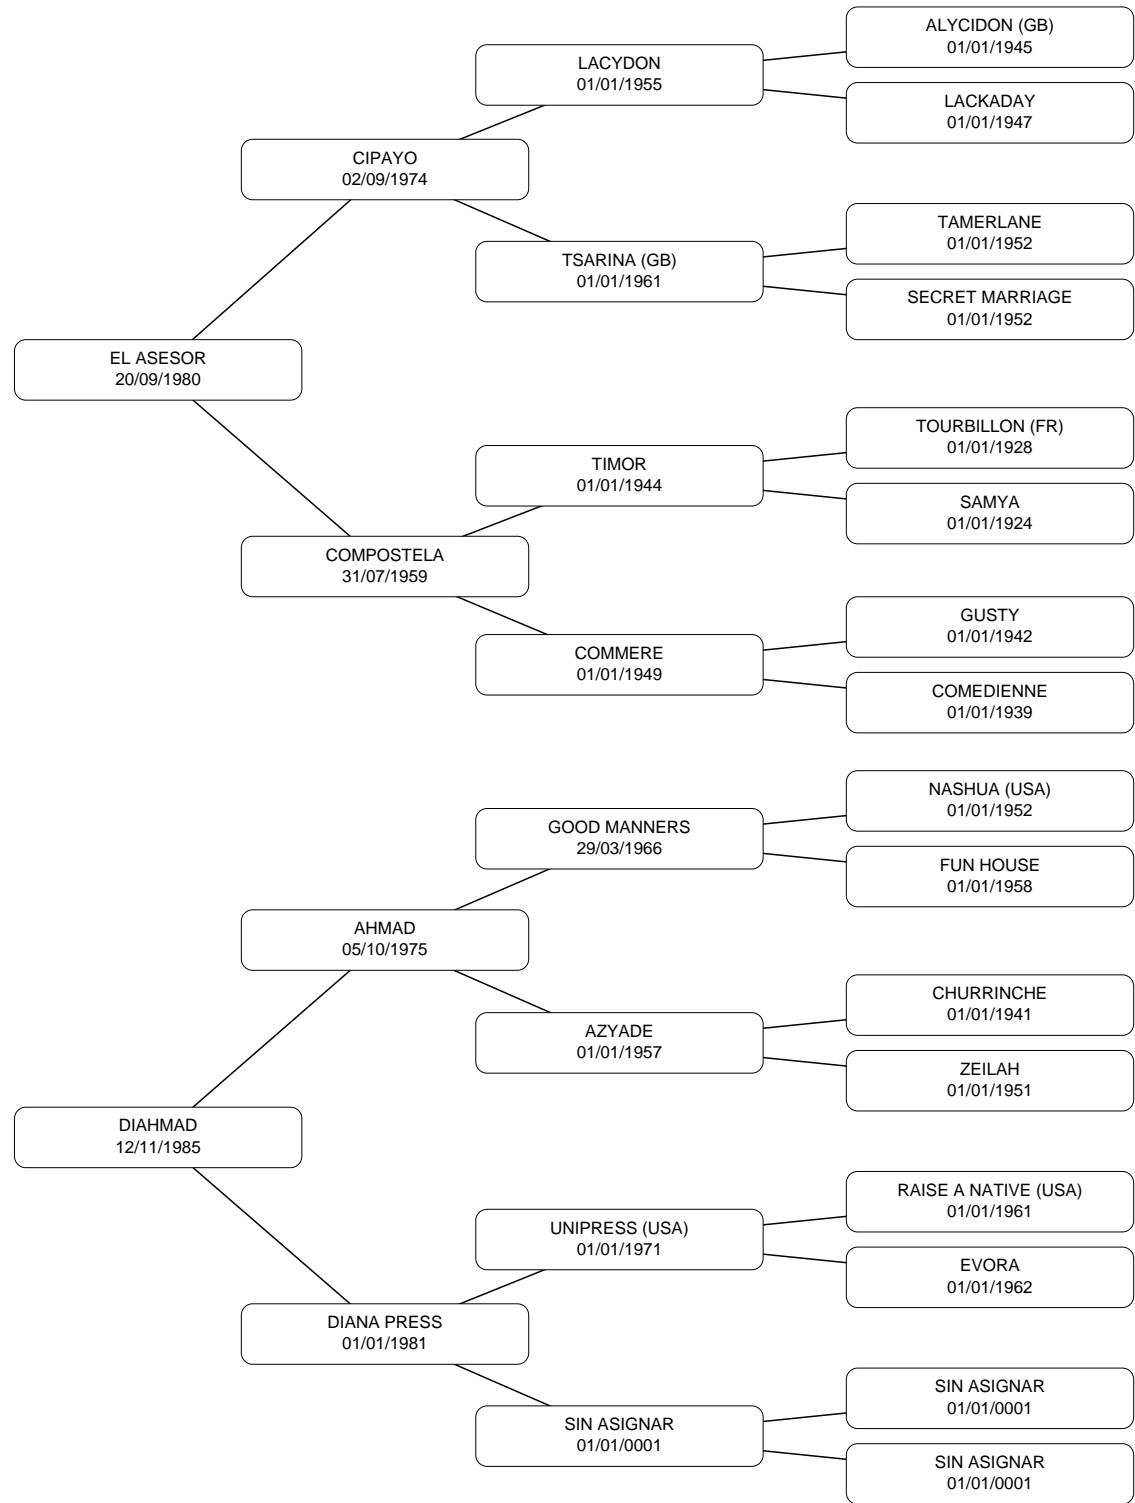 ALYCIDON (GB)
01/01/1945
LACYDON
01/01/1955
LACKADAY
01/01/1947
CIPAYO
02/09/1974
TAMERLANE
01/01/1952
TSARINA (GB)
01/01/1961
SECRET MARRIAGE
01/01/1952
EL ASESOR
20/09/1980
TOURBILLON (FR)
01/01/1928
TIMOR
01/01/1944
SAMYA
01/01/1924
COMPOSTELA
31/07/1959
GUSTY
01/01/1942
COMMERE
01/01/1949
COMEDIENNE
01/01/1939
NASHUA (USA)
01/01/1952
GOOD MANNERS
29/03/1966
FUN HOUSE
01/01/1958
AHMAD
05/10/1975
CHURRINCHE
01/01/1941
AZYADE
01/01/1957
ZEILAH
01/01/1951
DIAHMAD
12/11/1985
RAISE A NATIVE (USA)
01/01/1961
UNIPRESS (USA)
01/01/1971
EVORA
01/01/1962
DIANA PRESS
01/01/1981
SIN ASIGNAR
01/01/0001
SIN ASIGNAR
01/01/0001
SIN ASIGNAR
01/01/0001